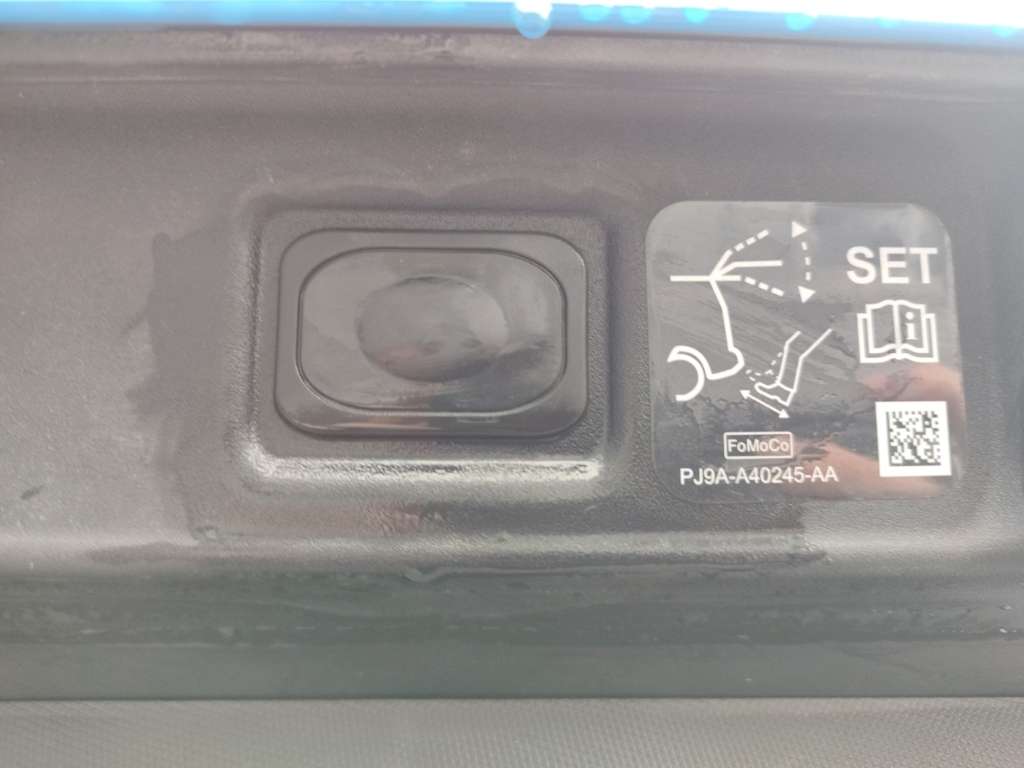 SET
i
FoMoCo
PJ9A-A40245-AA